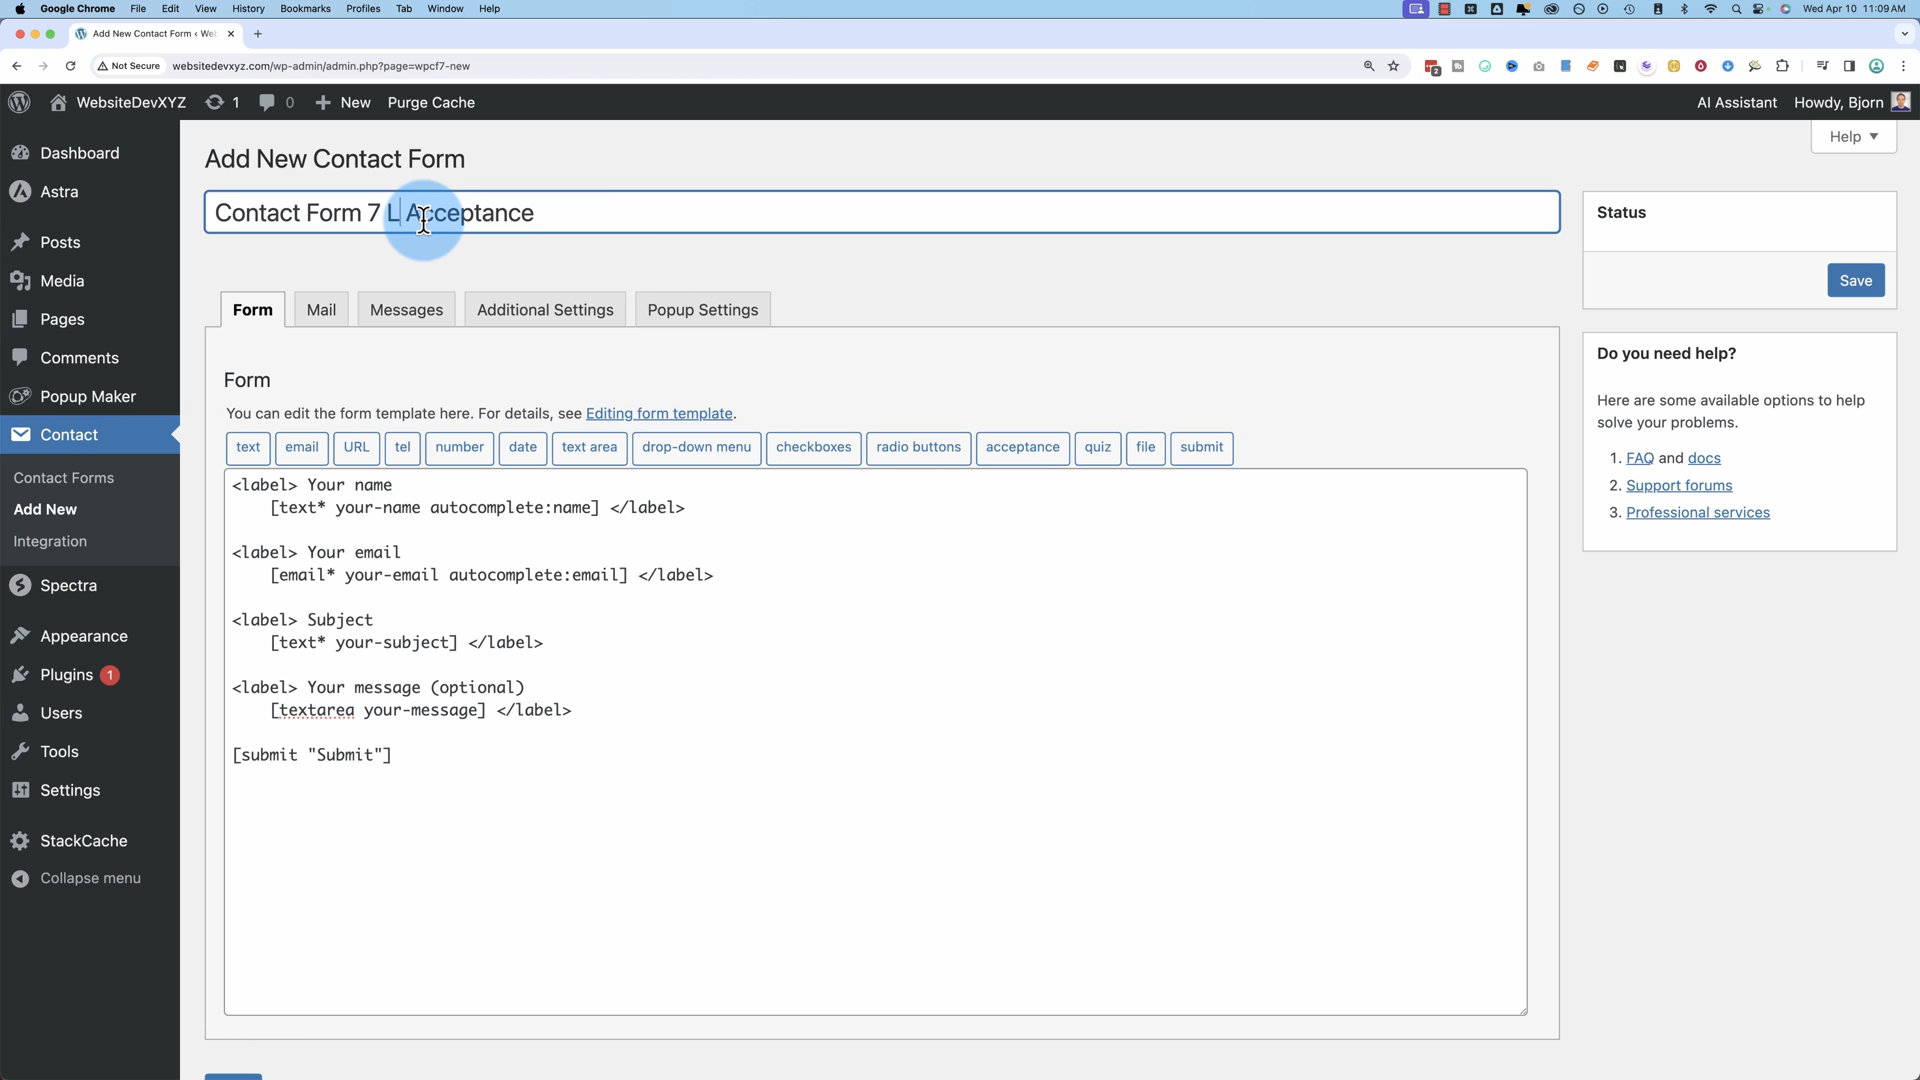 Google Chrome File Edit View History Bookmarks Profiles Tab Window Help
Wed Apr 10 11:09 AM
Add New Contact Form ‹ Web
Not Secure websitedevxyz.com/wp-admin/admin.php?page=wpcf7-new
2
WebsiteDevXYZ 1 0 New Purge Cache
AI Assistant Howdy, Bjorn
Help
Dashboard
Astra
Posts
Media
Pages
Comments
Popup Maker
Contact
Contact Forms
Add New
Integration
Spectra
Appearance
Plugins 1
Users
Tools
Settings
StackCache
Collapse menu
Add New Contact Form
Contact Form 7 L Acceptance
Form Mail Messages Additional Settings Popup Settings
Form
You can edit the form template here. For details, see Editing form template.
text email URL tel number date text area drop-down menu checkboxes radio buttons acceptance quiz file submit
<label> Your name
[text* your-name autocomplete:name] </label>
<label> Your email
[email* your-email autocomplete:email] </label>
<label> Subject
[text* your-subject] </label>
<label> Your message (optional)
[textarea your-message] </label>
[submit "Submit"]
Status
Save
Do you need help?
Here are some available options to help
solve your problems.
1. FAQ and docs
2. Support forums
3. Professional services